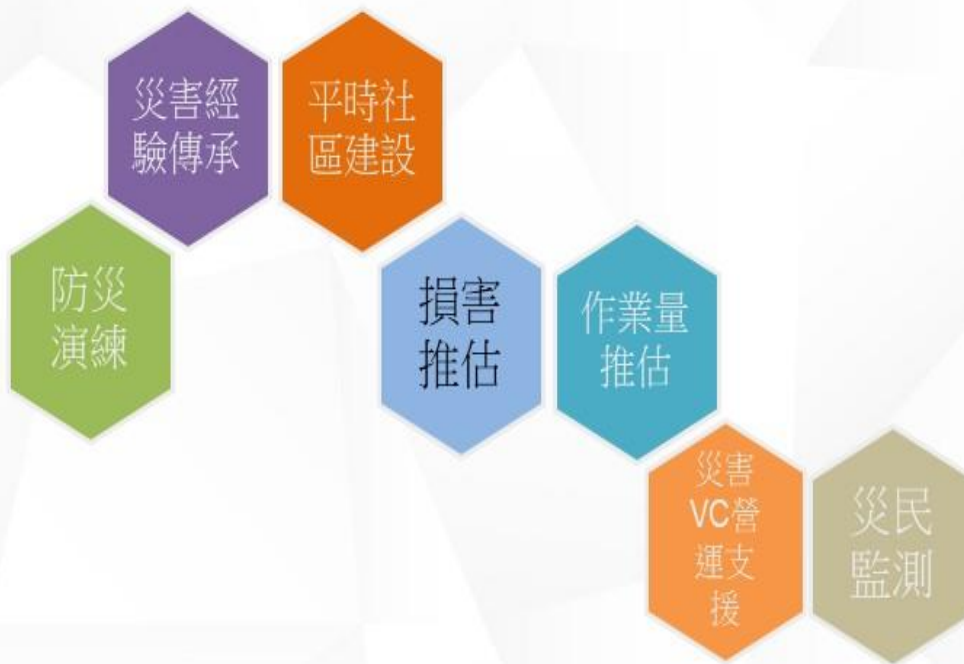 災害經
驗傳承
平時社
區建設
防災
演練
損害
推估
作業量
推估
災害
VC營
運支
援
災民
監測